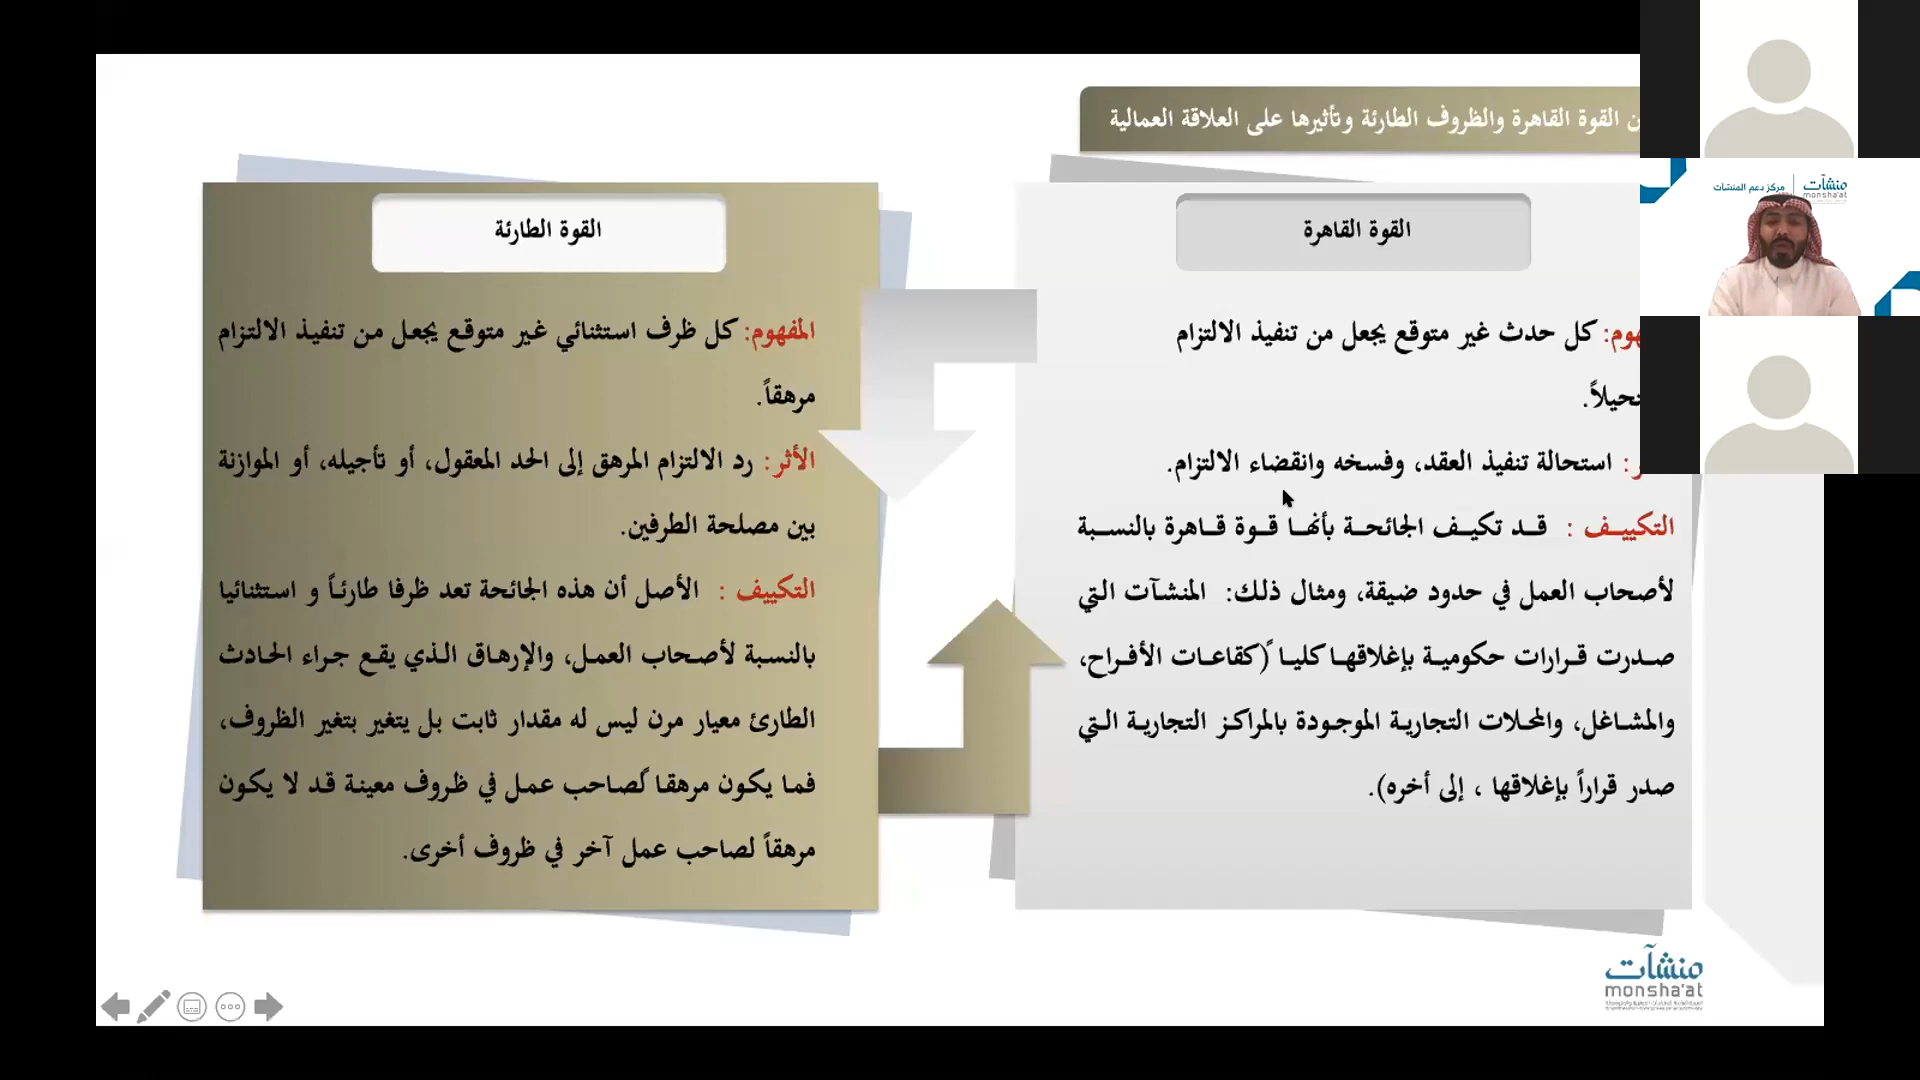 القوة القاهرة والظروف الطارئة وتأثيرها على العلاقة العمالية
القوة القاهرة
كل حدث غير متوقع يجعل من تنفيذ الالتزام
استحالة تنفيذ العقد، وفسخه وانقضاء الالتزام.
التكييف : قد تكيف الجائحة بأنها قوة قاهرة بالنسبة
لأصحاب العمل في حدود ضيقة، ومثال ذلك: المنشآت التي
صدرت قرارات حكومية بإغلاقها كلياً (كقاعات الأفراح،
والمشاغل، والمحلات التجارية الموجودة بالمراكز التجارية التي
صدر قراراً بإغلاقها ، إلى أخره).
القوة الطارئة
المفهوم: كل ظرف استثنائي غير متوقع يجعل من تنفيذ الالتزام
مرهقاً.
الأثر: رد الالتزام المرهق إلى الحد المعقول، أو تأجيله، أو الموازنة
بين مصلحة الطرفين.
التكييف : الأصل أن هذه الجائحة تعد ظرفا طارئاً و استثنائيا
بالنسبة لأصحاب العمل، والإرهاق الذي يقع جراء الحادث
الطارئ معيار مرن ليس له مقدار ثابت بل يتغير بتغير الظروف،
فما يكون مرهقاً لصاحب عمل في ظروف معينة قد لا يكون
مرهقاً لصاحب عمل آخر في ظروف أخرى.
منشآت
monsha'at
مركز دعم المنشآت
منشآت
monsha'at